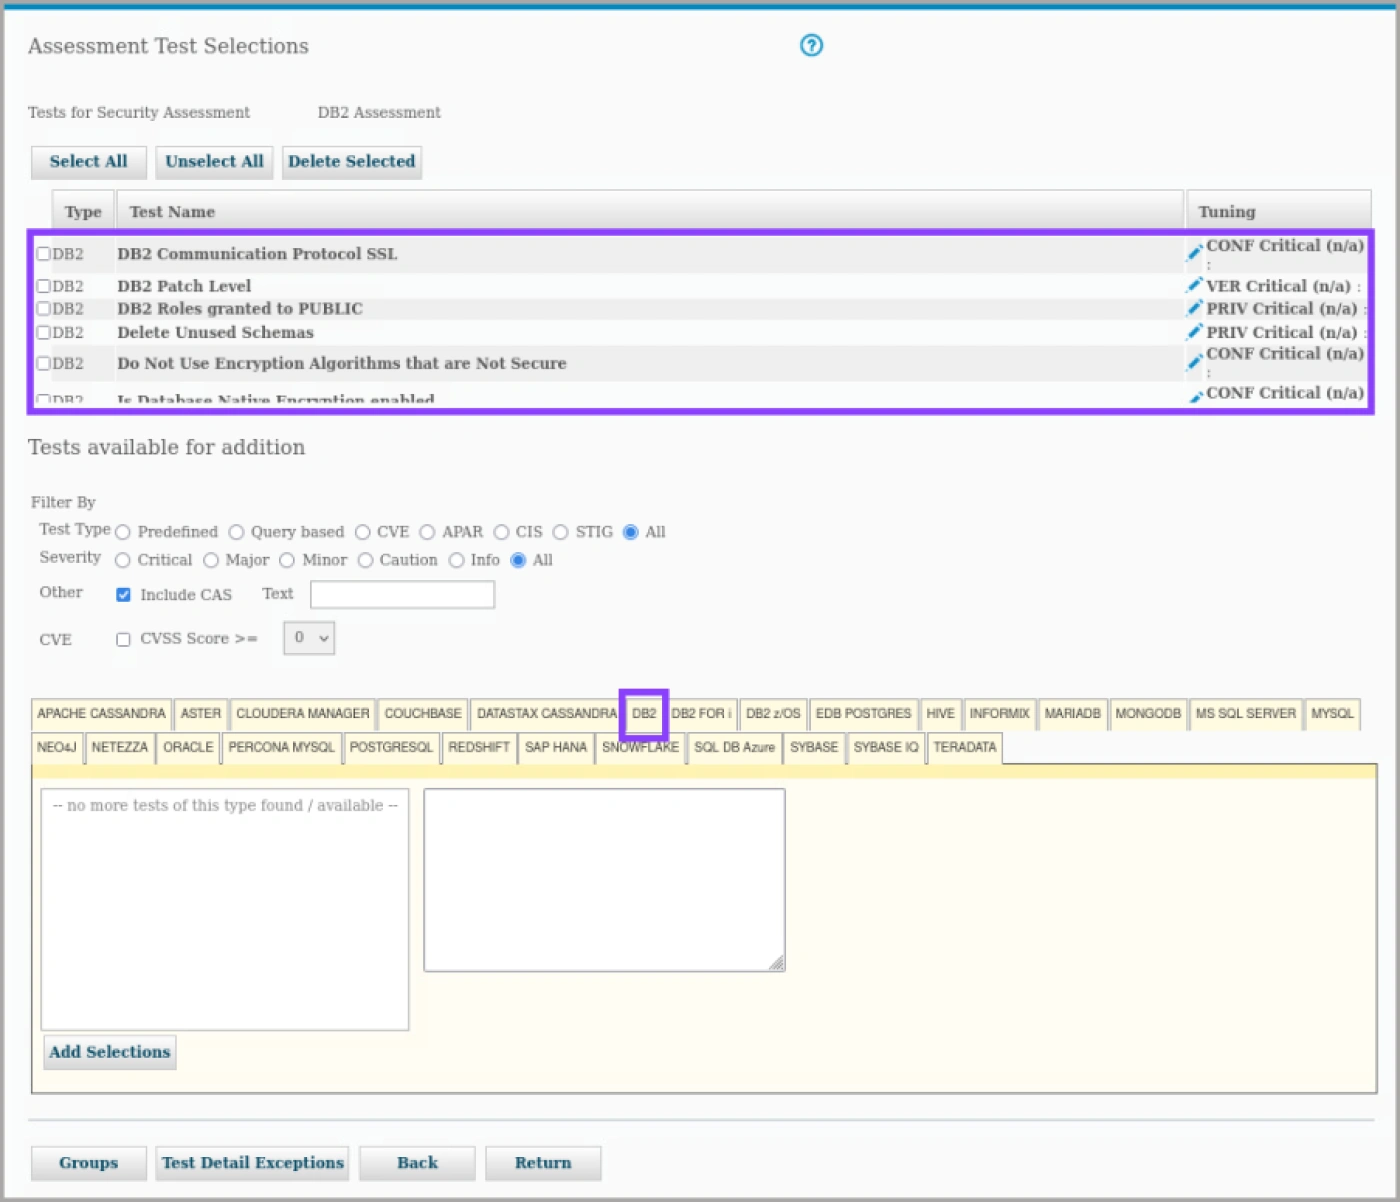 Assessment Test Selections ?
Tests for Security Assessment DB2 Assessment
Select All Unselect All Delete Selected
Type Test Name Tuning
DB2 DB2 Communication Protocol SSL CONF Critical (n/a) :
DB2 DB2 Patch Level VER Critical (n/a) :
DB2 DB2 Roles granted to PUBLIC PRIV Critical (n/a) :
DB2 Delete Unused Schemas PRIV Critical (n/a) :
DB2 Do Not Use Encryption Algorithms that are Not Secure CONF Critical (n/a) :
DB2 Is Database Native Encryption enabled CONF Critical (n/a)
Tests available for addition
Filter By
Test Type Predefined Query based CVE APAR CIS STIG All
Severity Critical Major Minor Caution Info All
Other Include CAS Text
CVE CVSS Score >= 0
APACHE CASSANDRA ASTER CLOUDERA MANAGER COUCHBASE DATASTAX CASSANDRA DB2 DB2 FOR i DB2 z/OS EDB POSTGRES HIVE INFORMIX MARIADB MONGODB MS SQL SERVER MYSQL
NEO4J NETEZZA ORACLE PERCONA MYSQL POSTGRESQL REDSHIFT SAP HANA SNOWFLAKE SQL DB Azure SYBASE SYBASE IQ TERADATA
-- no more tests of this type found / available --
Add Selections
Groups Test Detail Exceptions Back Return